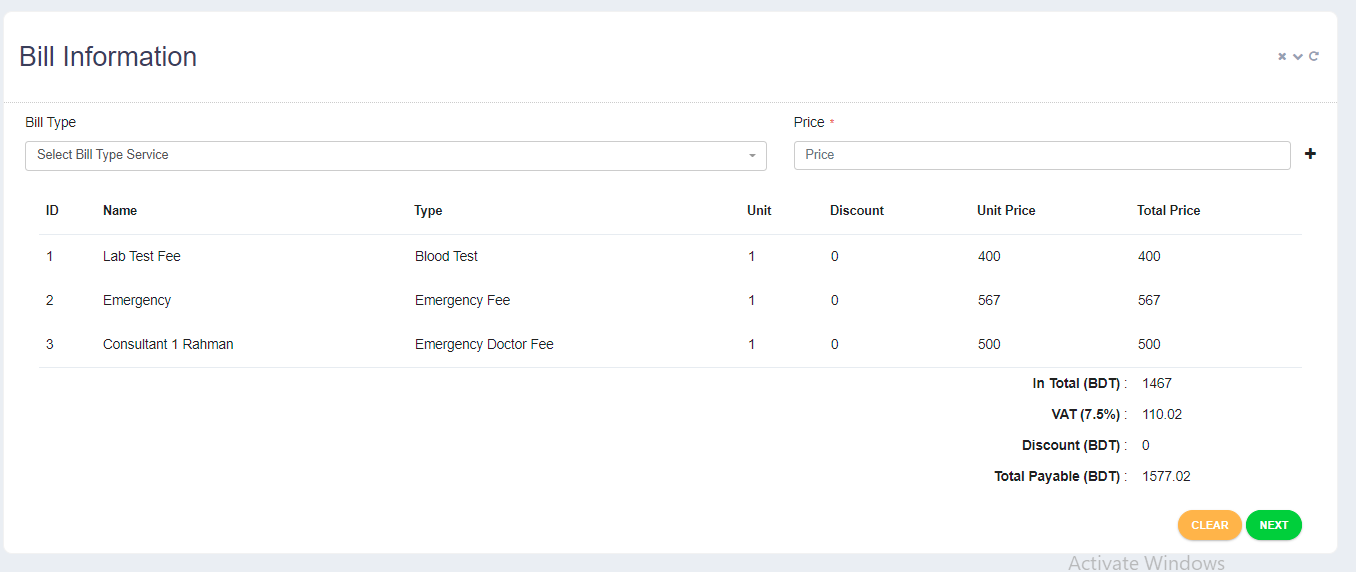 Bill Information
Bill Type
Price *
Select Bill Type Service
Price
ID Name Type Unit Discount Unit Price Total Price
1 Lab Test Fee Blood Test 1 0 400 400
2 Emergency Emergency Fee 1 0 567 567
3 Consultant 1 Rahman Emergency Doctor Fee 1 0 500 500
In Total (BDT) : 1467
VAT (7.5%) : 110.02
Discount (BDT) : 0
Total Payable (BDT) : 1577.02
CLEAR NEXT
Activate Windows